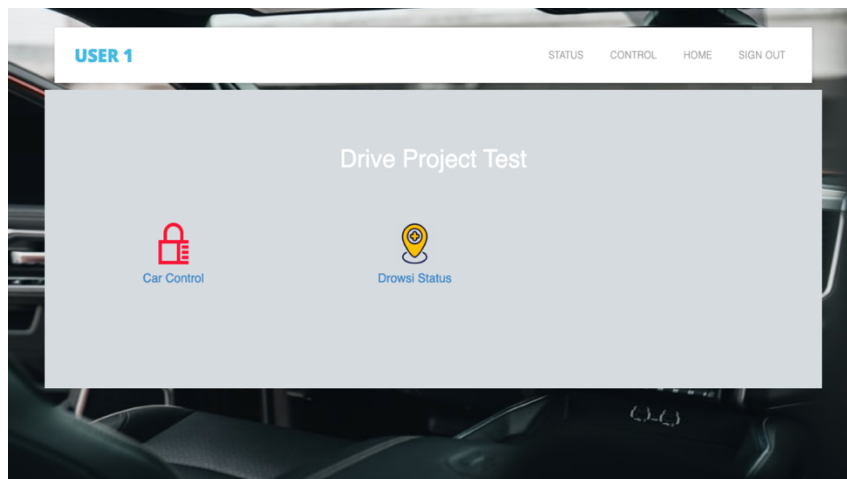 USER 1
STATUS CONTROL HOME SIGN OUT
Drive Project Test
Car Control
Drowsi Status